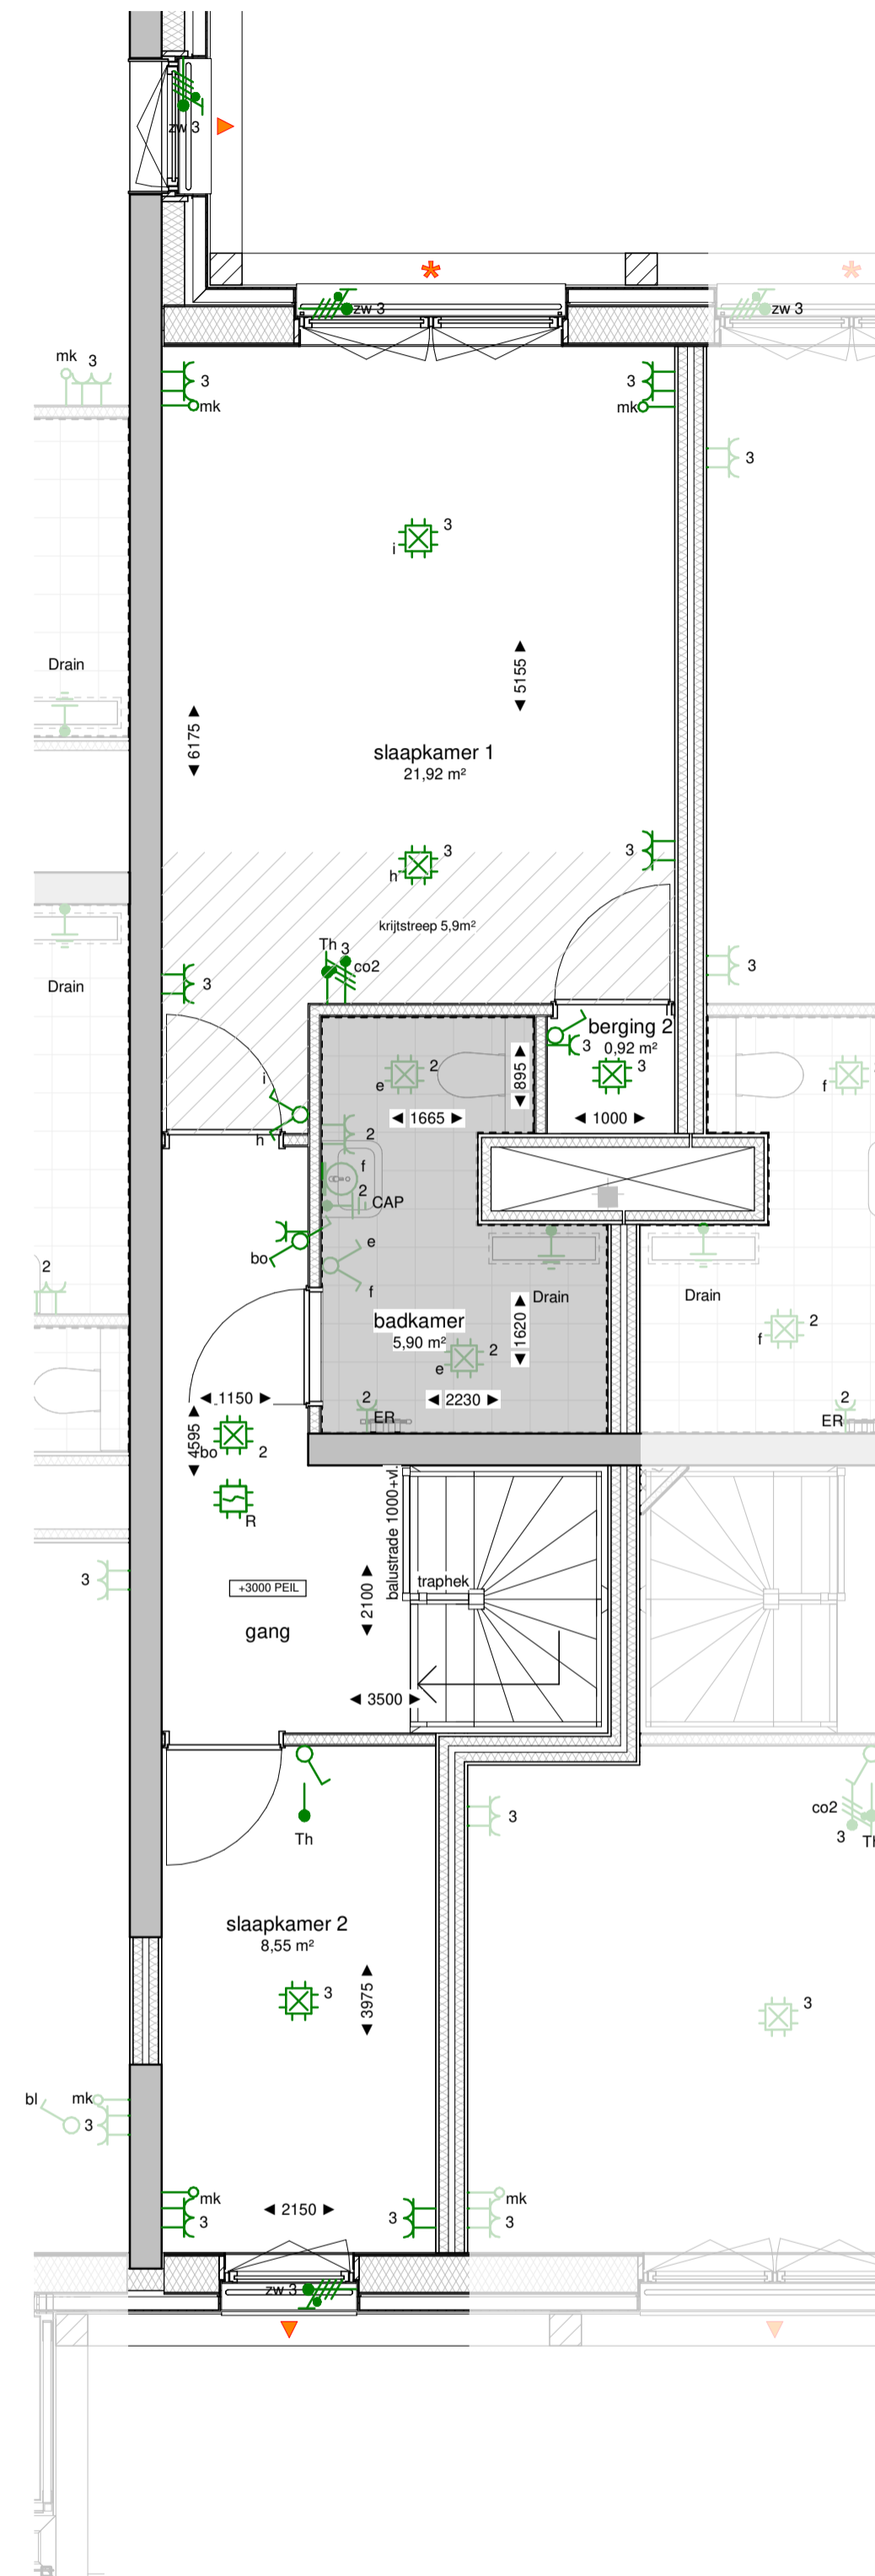 zw 3
zw 3
zw 3
mk 3
3
mk
3
mk
3
3
i
Drain
5155
6175
slaapkamer 1
21,92 m²
3
h
3
krijtstreep 5,9m²
Th 3
co2
3
3
Drain
berging 2
3 0,92 m²
3
2
e
895
f
i
1665
1000
h
2
f
2
CAP
e
bo
2
f
Drain
Drain
badkamer
5,90 m²
1620
2
e
2
f
1150
2230
2
ER
2
ER
4595
bo
2
R
balustrade 1000+vl.
traphek
3
+3000 PEIL
2100
gang
3500
Th
3
co2
3
Th
slaapkamer 2
8,55 m²
3
3975
3
bl
mk
3
mk
3
2150
3
mk
3
zw 3